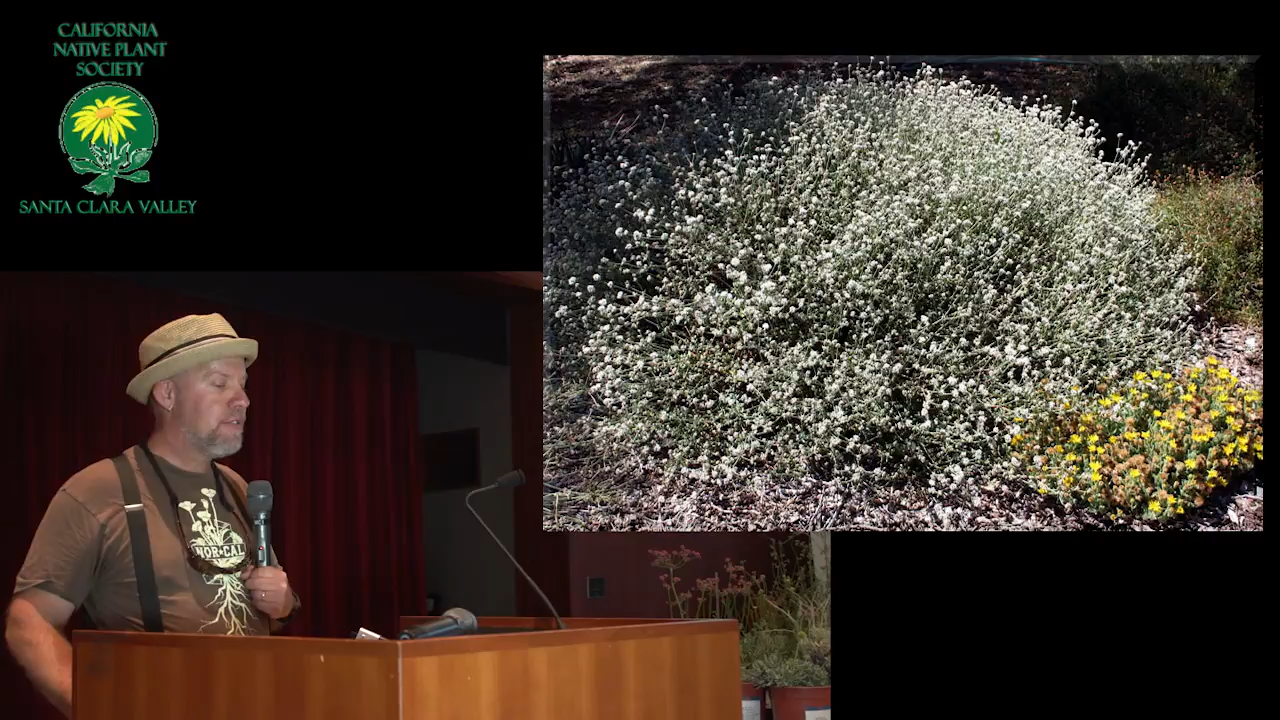 CALIFORNIA
NATIVE PLANT
SOCIETY
SANTA CLARA VALLEY
NOR★CAL